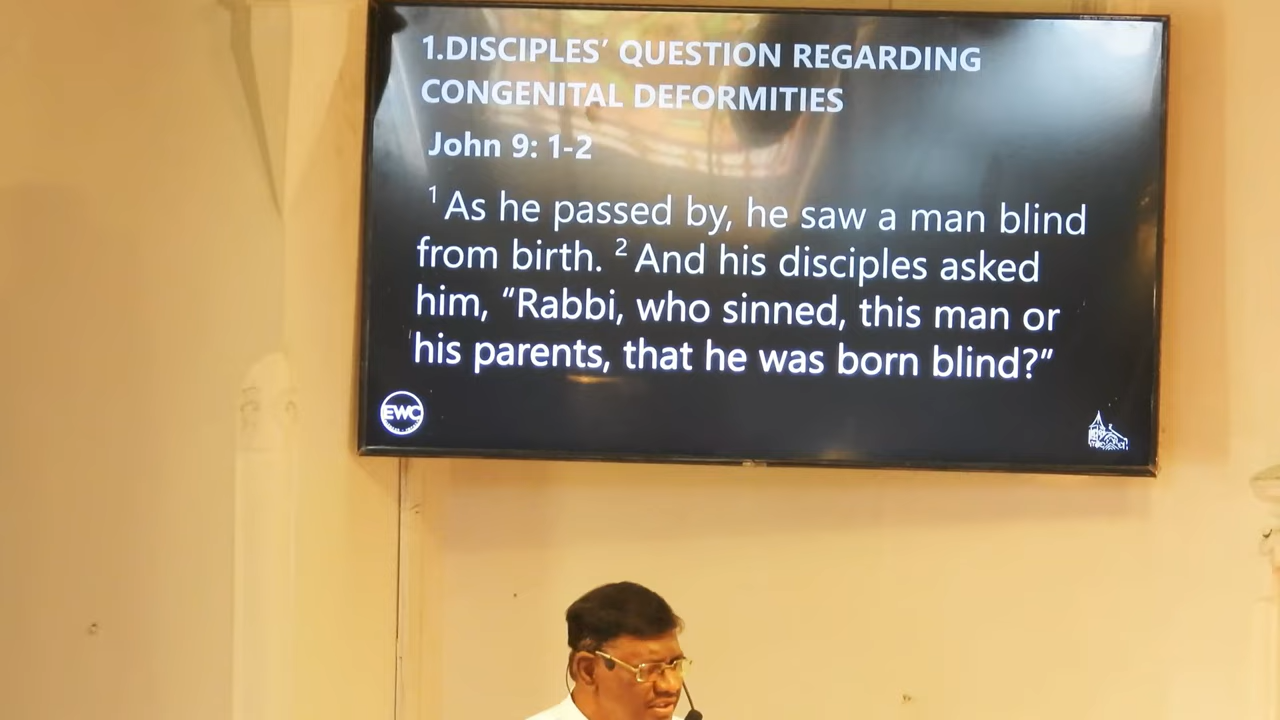 1.DISCIPLES’ QUESTION REGARDING
CONGENITAL DEFORMITIES
John 9: 1-2
1 As he passed by, he saw a man blind
from birth. 2 And his disciples asked
him, “Rabbi, who sinned, this man or
his parents, that he was born blind?”
EWC